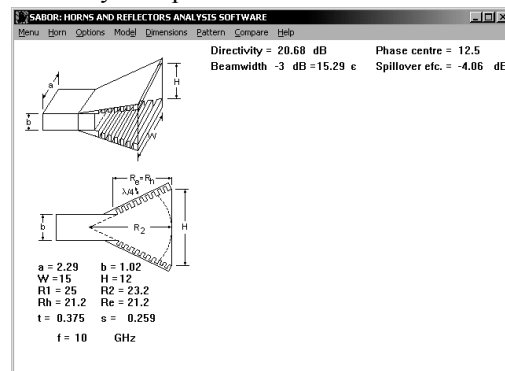 SABOR: HORNS AND REFLECTORS ANALYSIS SOFTWARE
Menu Horn Options Model Dimensions Pattern Compare Help
Directivity = 20.68 dB Phase centre = 12.5
Beamwidth -3 dB =15.29 є Spillover efc. = -4.06 dB
a
H
b
W
Re=Rh
λ/4
b
R2
H
a = 2.29 b = 1.02
W =15 H =12
R1 = 25 R2 = 23.2
Rh = 21.2 Re = 21.2
t = 0.375 s = 0.259
f = 10 GHz